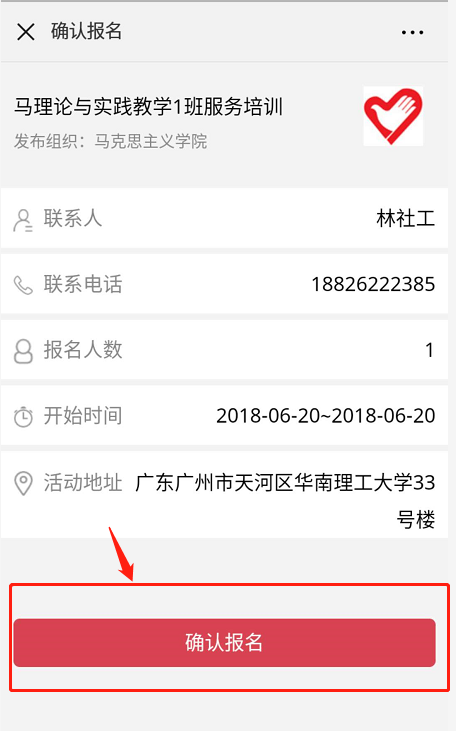 确认报名
马理论与实践教学1班服务培训
发布组织：马克思主义学院
联系人 林社工
联系电话 18826222385
报名人数 1
开始时间 2018-06-20~2018-06-20
活动地址 广东广州市天河区华南理工大学33
号楼
确认报名